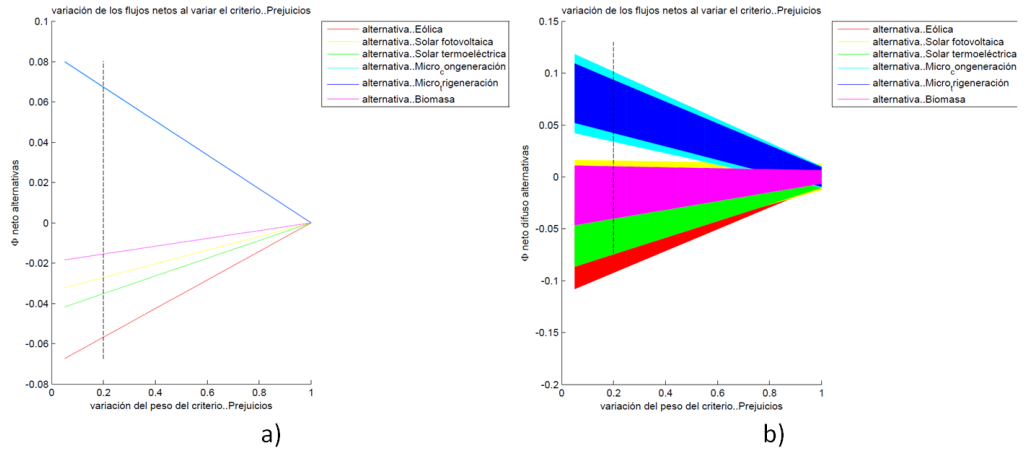 variación de los flujos netos al variar el criterio..Prejuicios
alternativa..Eólica
alternativa..Solar fotovoltaica
alternativa..Solar termoeléctrica
alternativa..Micro_congeneración
alternativa..Micro_trigeneración
alternativa..Biomasa
0.1
0.08
0.06
0.04
0.02
0
-0.02
-0.04
-0.06
-0.08
Φ neto alternativas
0 0.2 0.4 0.6 0.8 1
variación del peso del criterio..Prejuicios
a)
variación de los flujos netos al variar el criterio..Prejuicios
alternativa..Eólica
alternativa..Solar fotovoltaica
alternativa..Solar termoeléctrica
alternativa..Micro_congeneración
alternativa..Micro_trigeneración
alternativa..Biomasa
0.15
0.1
0.05
0
-0.05
-0.1
-0.15
-0.2
Φ neto difuso alternativas
0 0.2 0.4 0.6 0.8 1
variación del peso del criterio..Prejuicios
b)